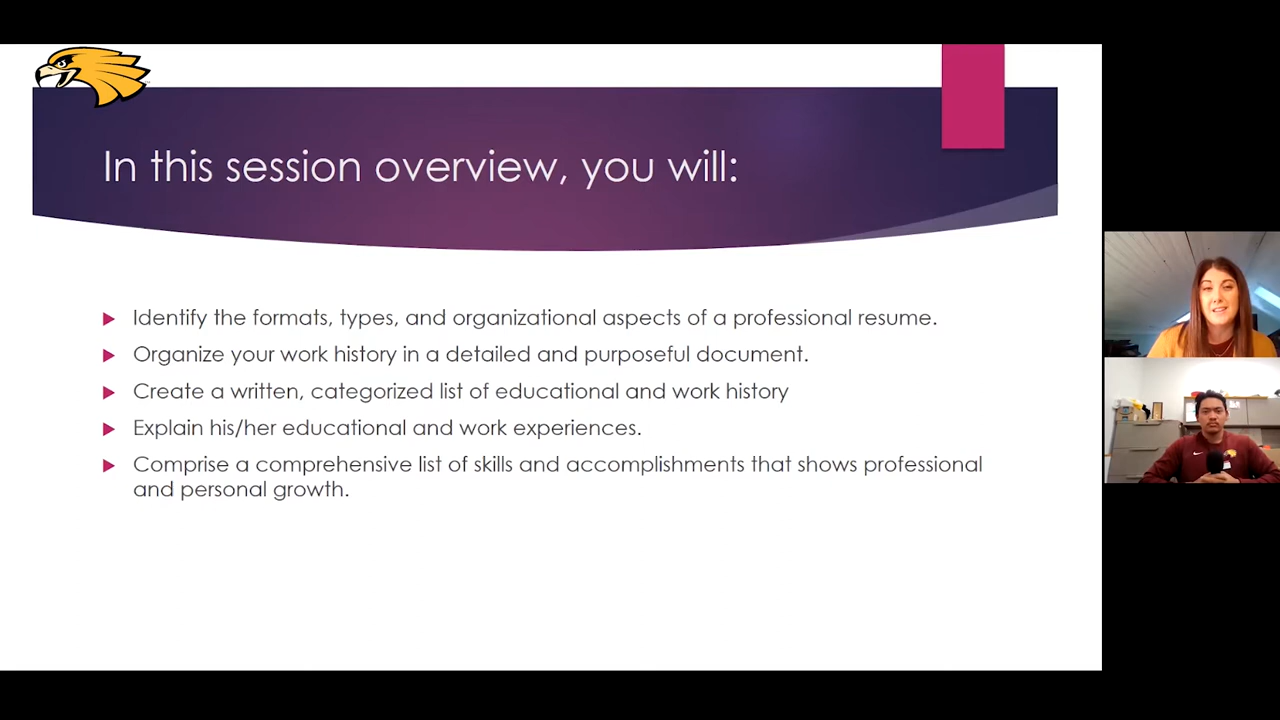 In this session overview, you will:
Identify the formats, types, and organizational aspects of a professional resume.
Organize your work history in a detailed and purposeful document.
Create a written, categorized list of educational and work history
Explain his/her educational and work experiences.
Comprise a comprehensive list of skills and accomplishments that shows professional
and personal growth.